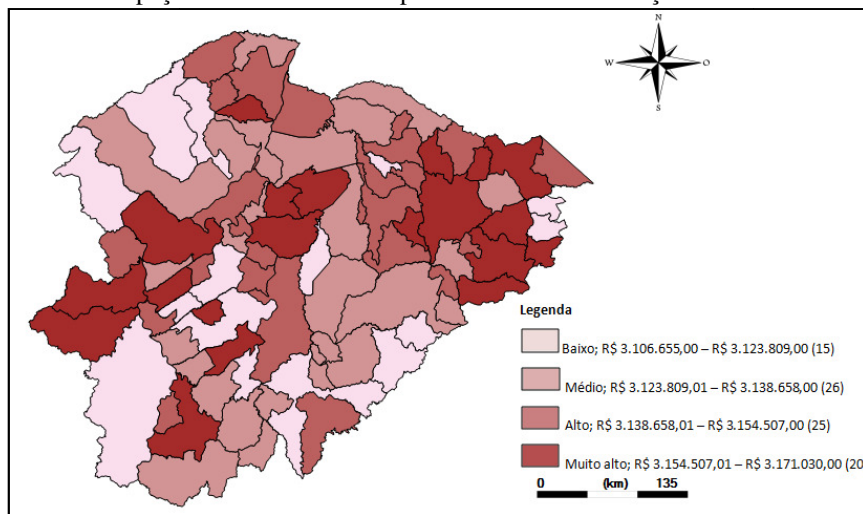 N
W O
S
Legenda
Baixo; R$ 3.106.655,00 – R$ 3.123.809,00 (15)
Médio; R$ 3.123.809,01 – R$ 3.138.658,00 (26)
Alto; R$ 3.138.658,01 – R$ 3.154.507,00 (25)
Muito alto; R$ 3.154.507,01 – R$ 3.171.030,00 (20
0 (km) 135